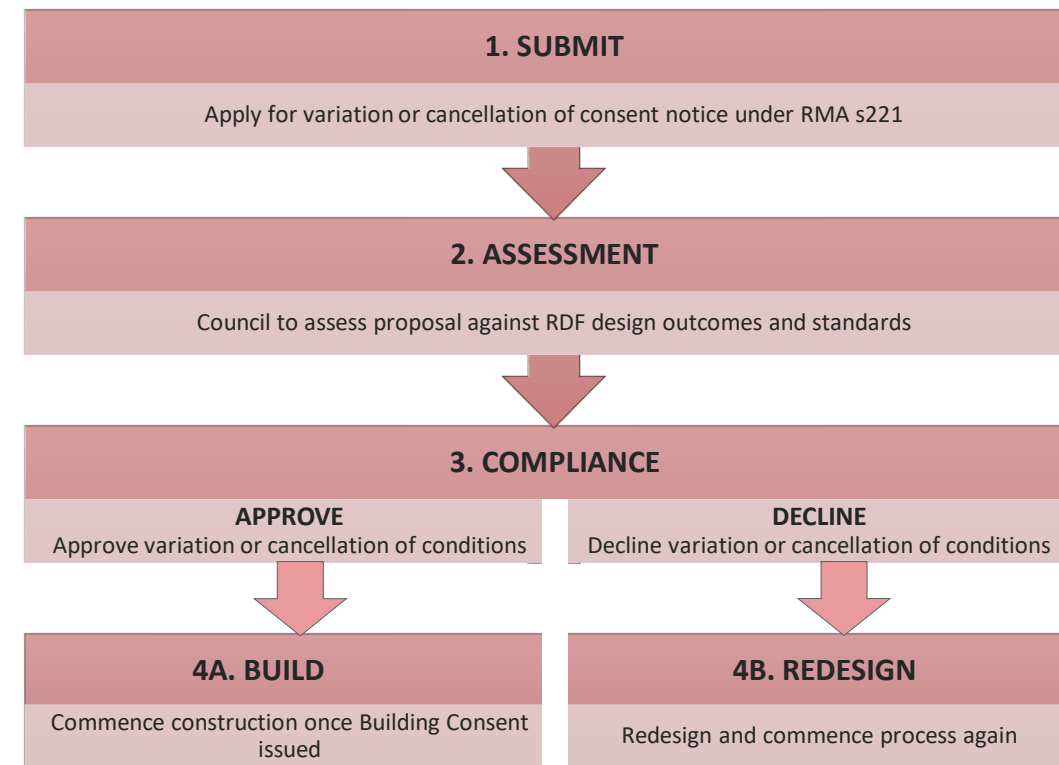 1. SUBMIT
Apply for variation or cancellation of consent notice under RMA s221
2. ASSESSMENT
Council to assess proposal against RDF design outcomes and standards
3. COMPLIANCE
APPROVE
Approve variation or cancellation of conditions
DECLINE
Decline variation or cancellation of conditions
4A. BUILD
Commence construction once Building Consent
issued
4B. REDESIGN
Redesign and commence process again